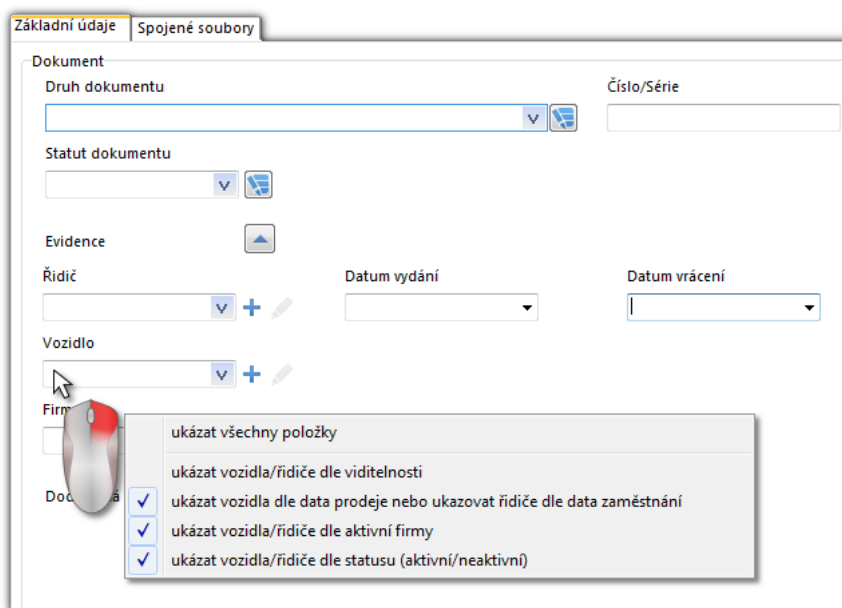 Základní údaje
Spojené soubory
Dokument
Druh dokumentu
Číslo/Série
Statut dokumentu
Evidence
Řidič
Datum vydání
Datum vrácení
Vozidlo
ukázat všechny položky
ukázat vozidla/řidiče dle viditelnosti
ukázat vozidla dle data prodeje nebo ukazovat řidiče dle data zaměstnání
ukázat vozidla/řidiče dle aktivní firmy
ukázat vozidla/řidiče dle statusu (aktivní/neaktivní)